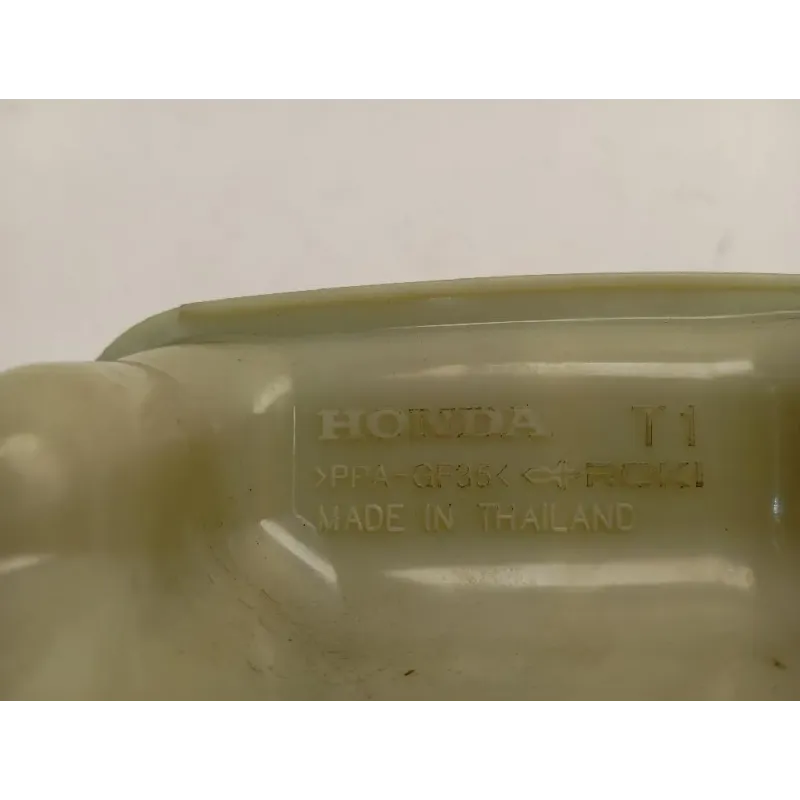 HONDA T1
>PPA-GF35< ROKI
MADE IN THAILAND